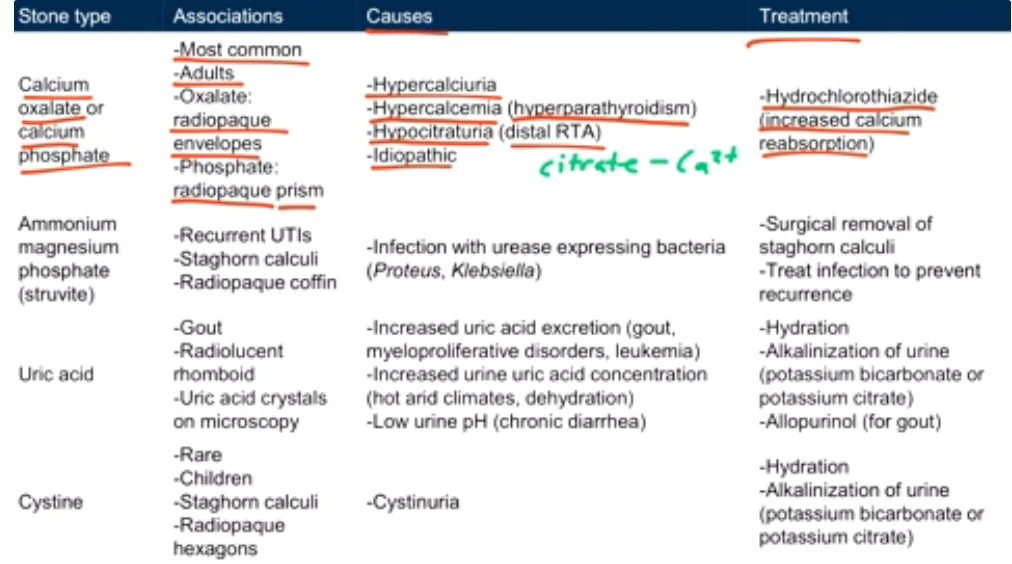 Stone type Associations Causes Treatment
Calcium
oxalate or
calcium
phosphate
-Most common
-Adults
-Oxalate:
radiopaque
envelopes
-Phosphate:
radiopaque prism
-Hypercalciuria
-Hypercalcemia (hyperparathyroidism)
-Hypocitraturia (distal RTA)
-Idiopathic
citrate - Ca2+
-Hydrochlorothiazide
(increased calcium
reabsorption)
Ammonium
magnesium
phosphate
(struvite)
-Recurrent UTIs
-Staghorn calculi
-Radiopaque coffin
-Infection with urease expressing bacteria
(Proteus, Klebsiella)
-Surgical removal of
staghorn calculi
-Treat infection to prevent
recurrence
Uric acid
-Gout
-Radiolucent
rhomboid
-Uric acid crystals
on microscopy
-Increased uric acid excretion (gout,
myeloproliferative disorders, leukemia)
-Increased urine uric acid concentration
(hot arid climates, dehydration)
-Low urine pH (chronic diarrhea)
-Hydration
-Alkalinization of urine
(potassium bicarbonate or
potassium citrate)
-Allopurinol (for gout)
Cystine
-Rare
-Children
-Staghorn calculi
-Radiopaque
hexagons
-Cystinuria
-Hydration
-Alkalinization of urine
(potassium bicarbonate or
potassium citrate)